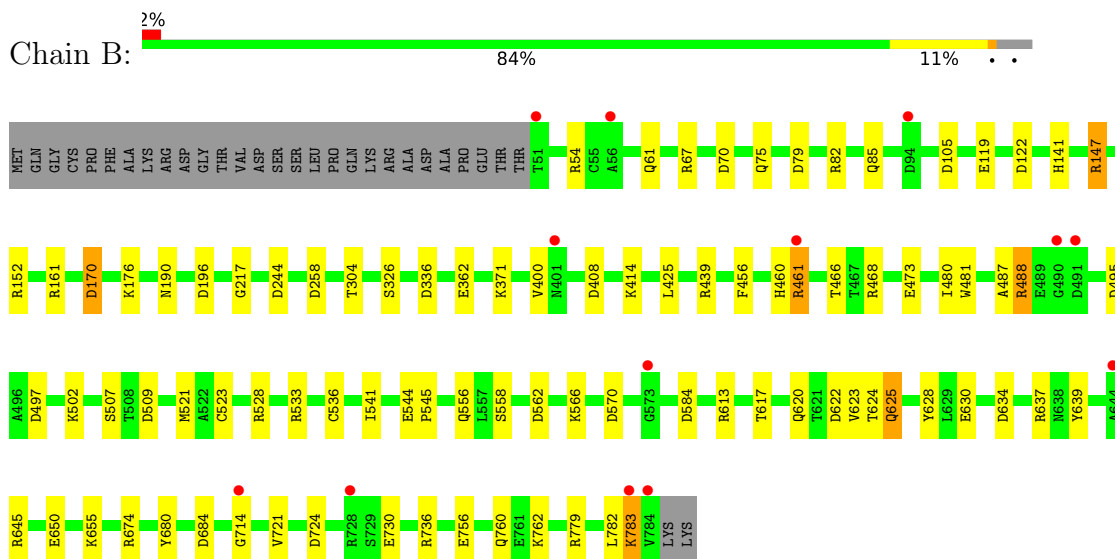 2%
Chain B:
84% 11% • •
MET GLN GLY CYS PRO PHE ALA LYS ARG ASP GLY THR VAL ASP SER SER LEU PRO GLN LYS ARG ALA ASP ALA PRO GLU THR THR T51 R54 C55 A56 Q61 R67 D70 Q75 D79 R82 Q85 D94 D105 E119 D122 H141 R147
R152 R161 D170 K176 N190 D196 G217 D244 D258 T304 S326 D336 E362 K371 V400 N401 D408 K414 L425 R439 F456 H460 R461 T466 T467 R468 E473 I480 W481 A487 R488 E489 G490 D491 D495
A496 D497 K502 S507 T508 D509 M521 A522 C523 R528 R533 C536 I541 E544 P545 Q556 L557 S558 D562 K566 D570 G573 D584 R613 T617 Q620 T621 D622 V623 T624 Q625 Y628 L629 E630 D634 R637 N638 Y639 A644
R645 E650 K655 R674 Y680 D684 G714 V721 D724 R728 S729 E730 R736 E756 Q760 E761 K762 R779 L782 K783 V784 LYS LYS